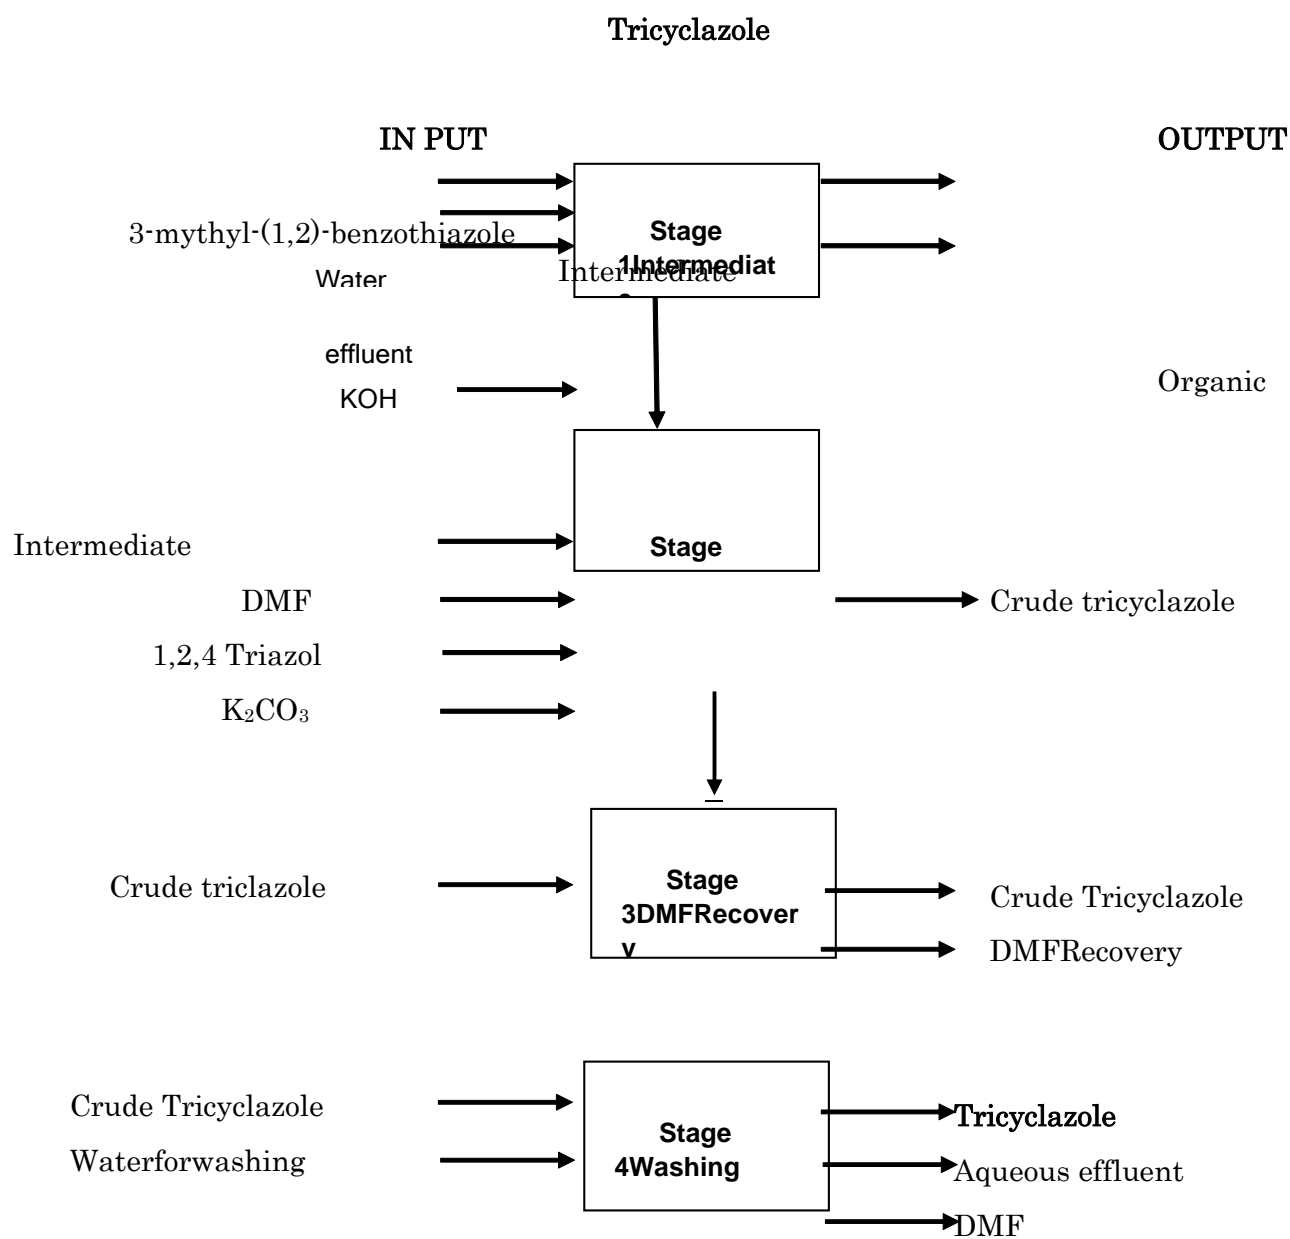 Tricyclazole
IN PUT
OUTPUT
3-mythyl-(1,2)-benzothiazole
Stage
1Intermediat
Intermediate
Water
effluent
KOH
Organic
Stage
Intermediate
DMF
Crude tricyclazole
1,2,4 Triazol
K₂CO₃
Crude triclazole
Stage
3DMFRecover
y
Crude Tricyclazole
DMFRecovery
Crude Tricyclazole
Waterforwashing
Stage
4Washing
Tricyclazole
Aqueous effluent
DMF